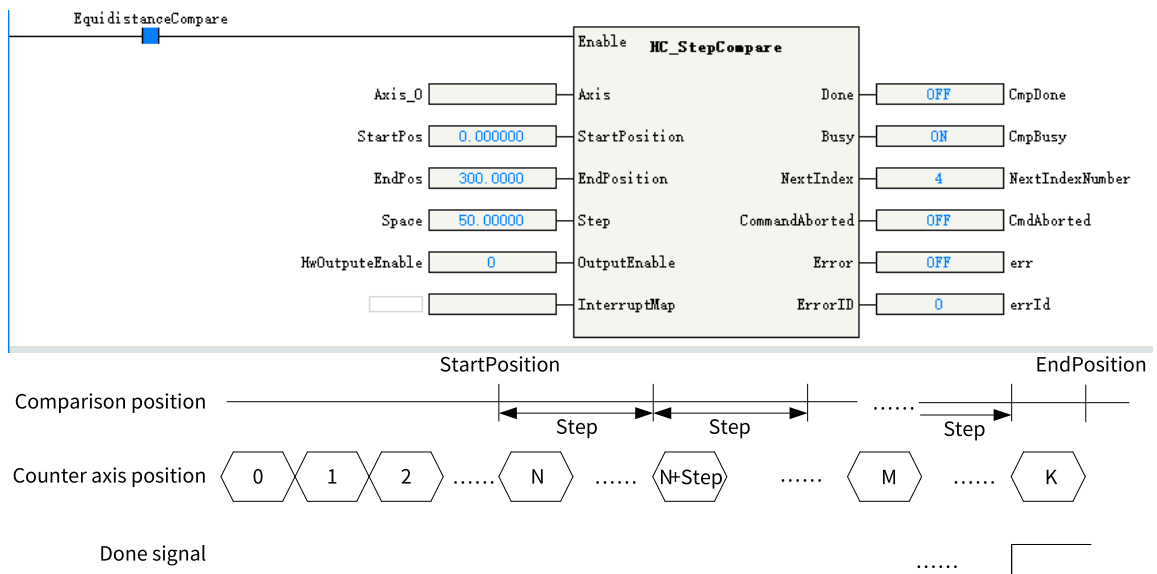 EquidistanceCompare
Enable HC_StepCompare
Axis_0 Axis Done OFF CmpDone
StartPos 0.000000 StartPosition Busy ON CmpBusy
EndPos 300.0000 EndPosition NextIndex 4 NextIndexNumber
Space 50.00000 Step CommandAborted OFF CmdAborted
HwOutputeEnable 0 OutputEnable Error OFF err
InterruptMap ErrorID 0 errId
StartPosition EndPosition
Comparison position ......
Step Step Step
Counter axis position 0 1 2 ...... N ...... N+Step ...... M ...... K
Done signal ......